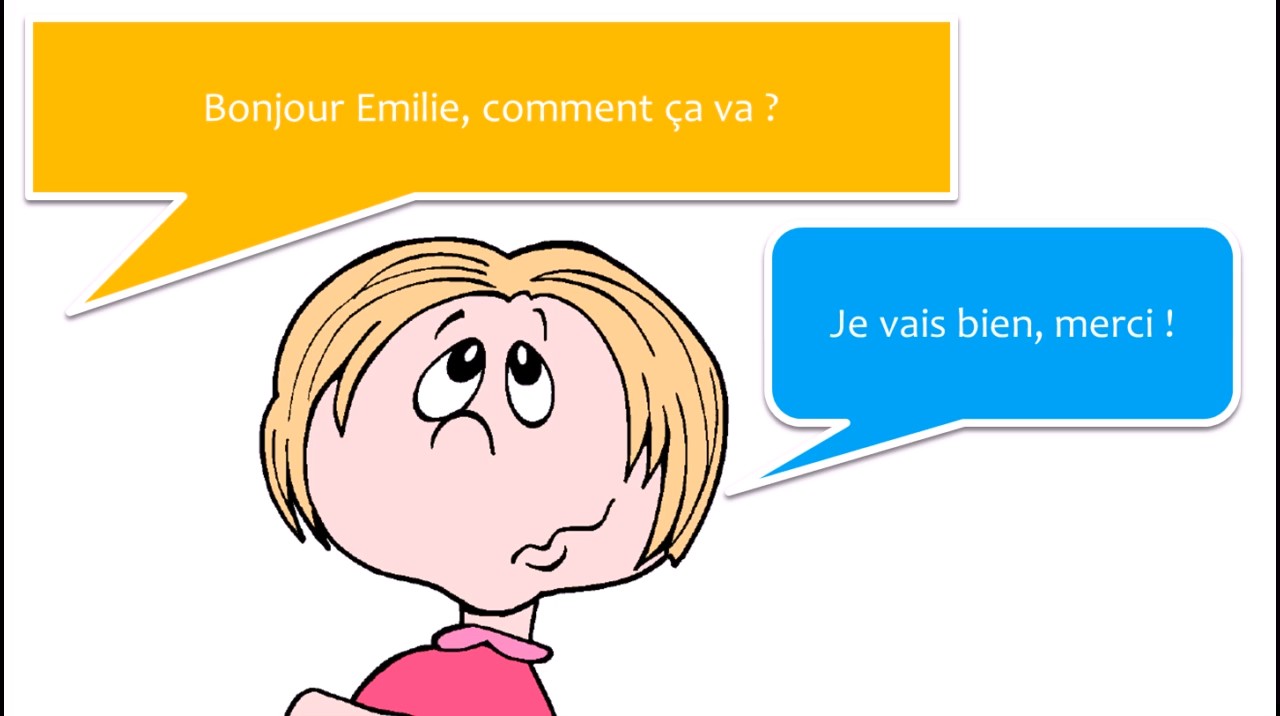 Bonjour Emilie, comment ça va ?
Je vais bien, merci !